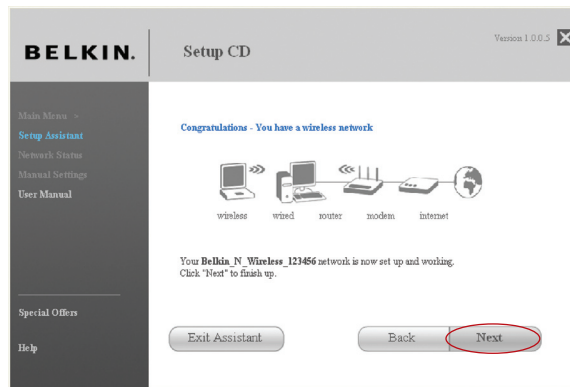 BELKIN.
Setup CD
Version 1.0.0.5
Main Menu >
Setup Assistant
Network Status
Manual Settings
User Manual
Special Offers
Help
Congratulations - You have a wireless network
wireless wired router modem internet
Your Belkin_N_Wireless_123456 network is now set up and working.
Click "Next" to finish up.
Exit Assistant
Back
Next